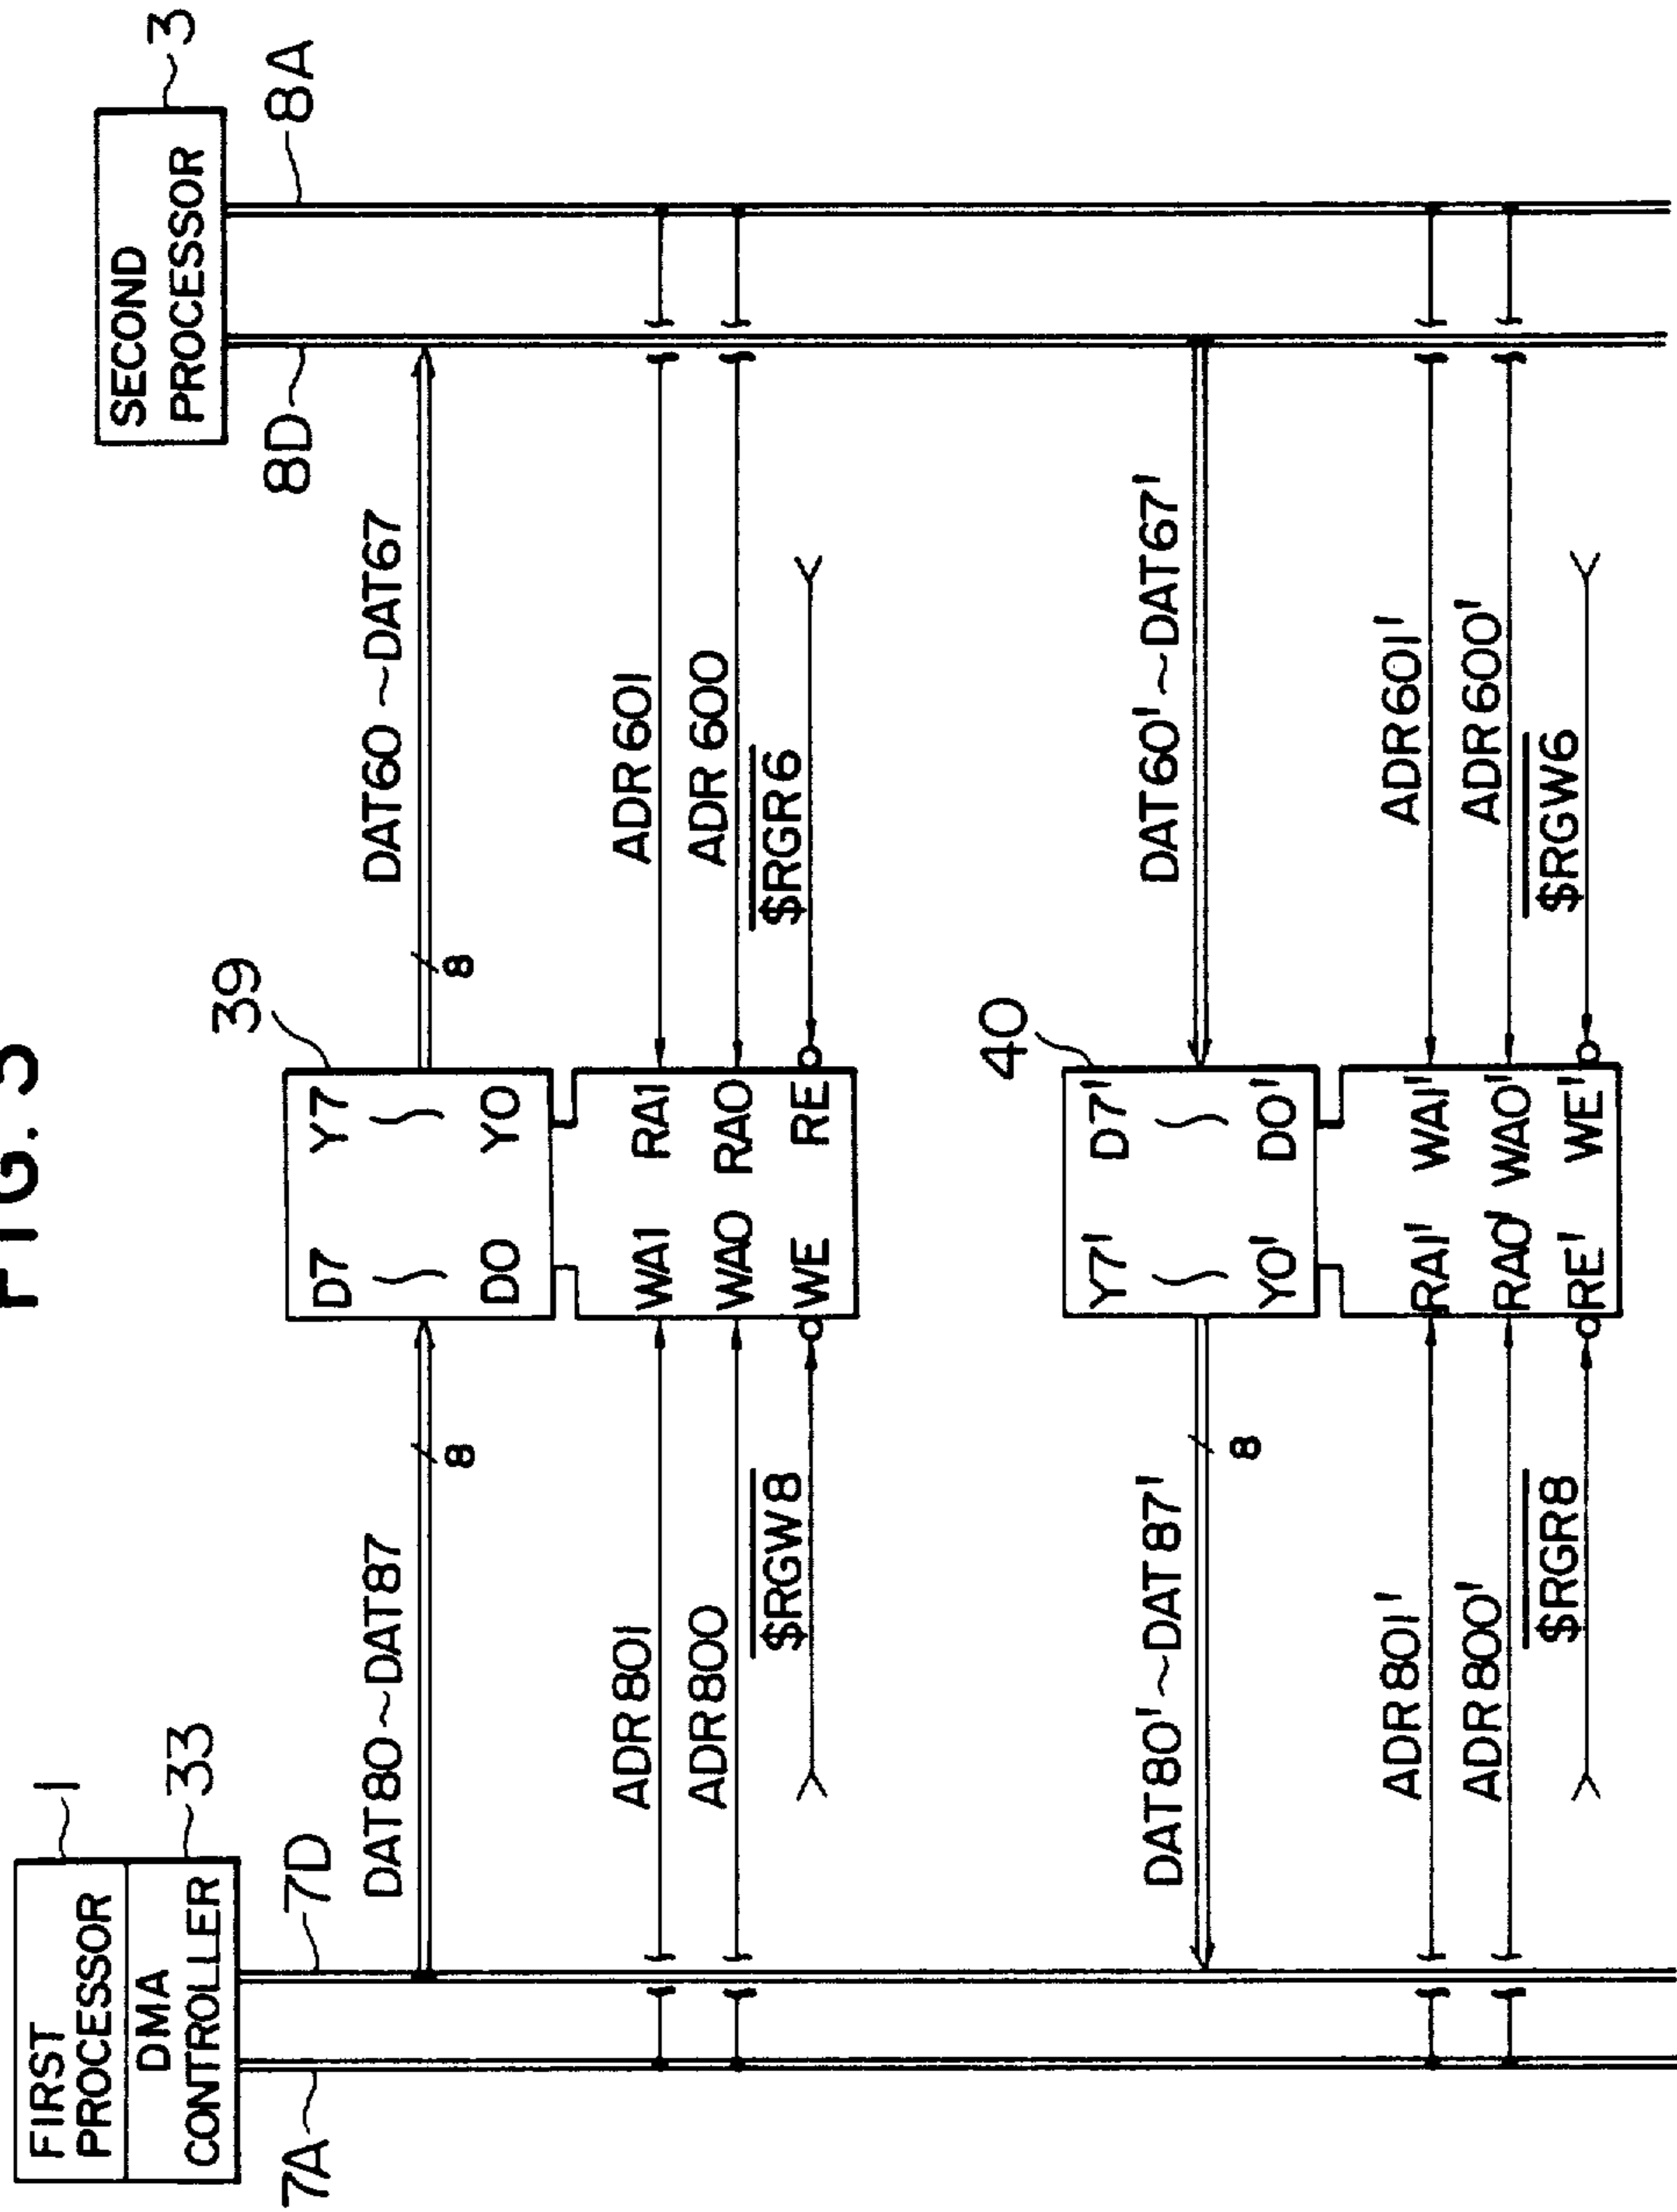 FIG. 5
FIRST
PROCESSOR
DMA
CONTROLLER
1
33
7A
7D
SECOND
PROCESSOR
3
8D
8A
DAT80~DAT87
8
39
D7 Y7
D0 Y0
DAT60~DAT67
8
ADR801
WA1 RA1
ADR601
ADR800
WA0 RA0
ADR600
$RGW8
WE RE
$RGR6
DAT80'~DAT87'
8
40
Y7' D7'
Y0' D0'
DAT60'~DAT67'
ADR801'
RA1' WA1'
ADR601'
ADR800'
RA0' WA0'
ADR600'
$RGR8
RE' WE'
$RGW6